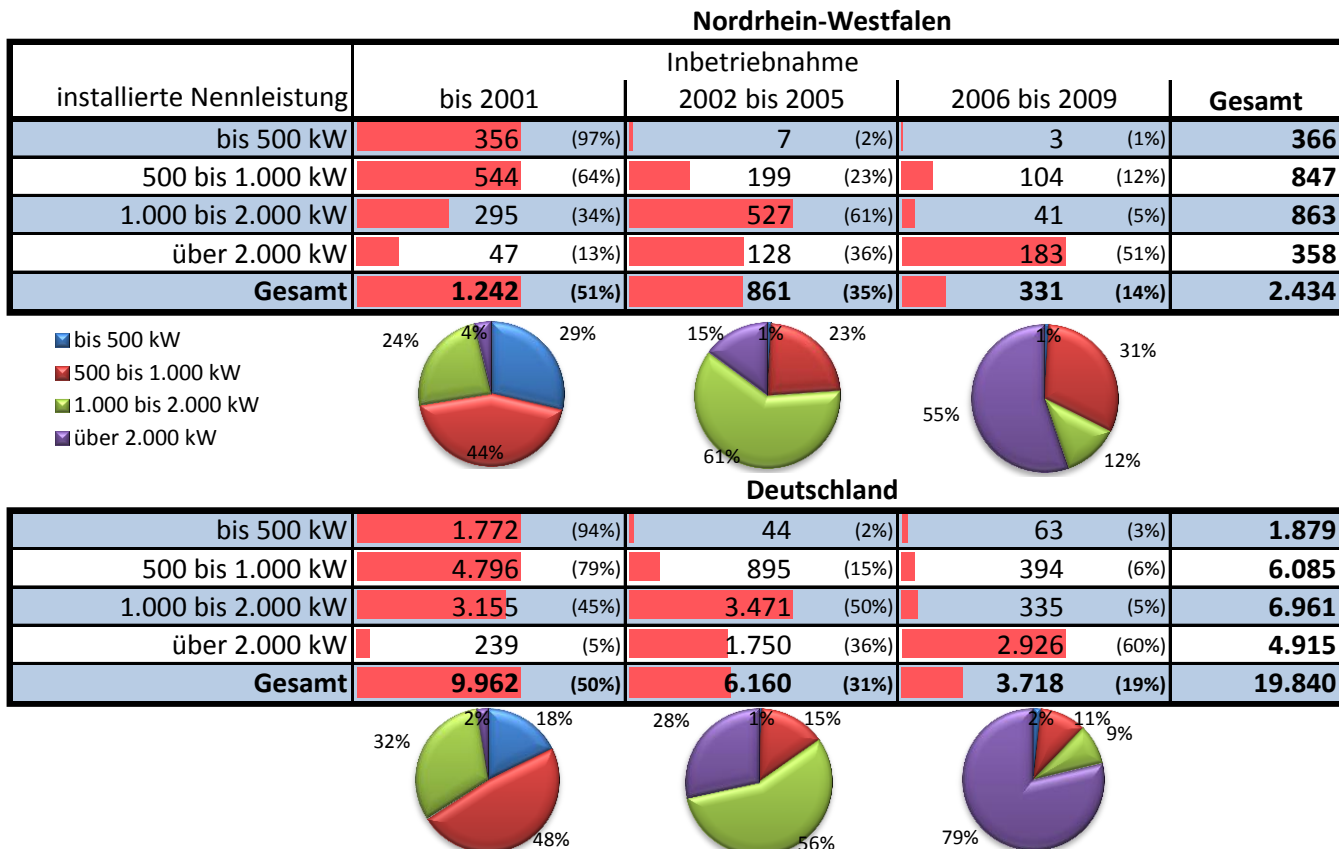 Nordrhein-Westfalen
Inbetriebnahme
installierte Nennleistung bis 2001 2002 bis 2005 2006 bis 2009 Gesamt
bis 500 kW 356 (97%) 7 (2%) 3 (1%) 366
500 bis 1.000 kW 544 (64%) 199 (23%) 104 (12%) 847
1.000 bis 2.000 kW 295 (34%) 527 (61%) 41 (5%) 863
über 2.000 kW 47 (13%) 128 (36%) 183 (51%) 358
Gesamt 1.242 (51%) 861 (35%) 331 (14%) 2.434
bis 500 kW
500 bis 1.000 kW
1.000 bis 2.000 kW
über 2.000 kW
24% 4% 29%
44%
15% 1% 23%
61%
1% 31%
55%
12%
Deutschland
bis 500 kW 1.772 (94%) 44 (2%) 63 (3%) 1.879
500 bis 1.000 kW 4.796 (79%) 895 (15%) 394 (6%) 6.085
1.000 bis 2.000 kW 3.155 (45%) 3.471 (50%) 335 (5%) 6.961
über 2.000 kW 239 (5%) 1.750 (36%) 2.926 (60%) 4.915
Gesamt 9.962 (50%) 6.160 (31%) 3.718 (19%) 19.840
32% 2% 18%
48%
28% 1% 15%
56%
2% 11%
9%
79%